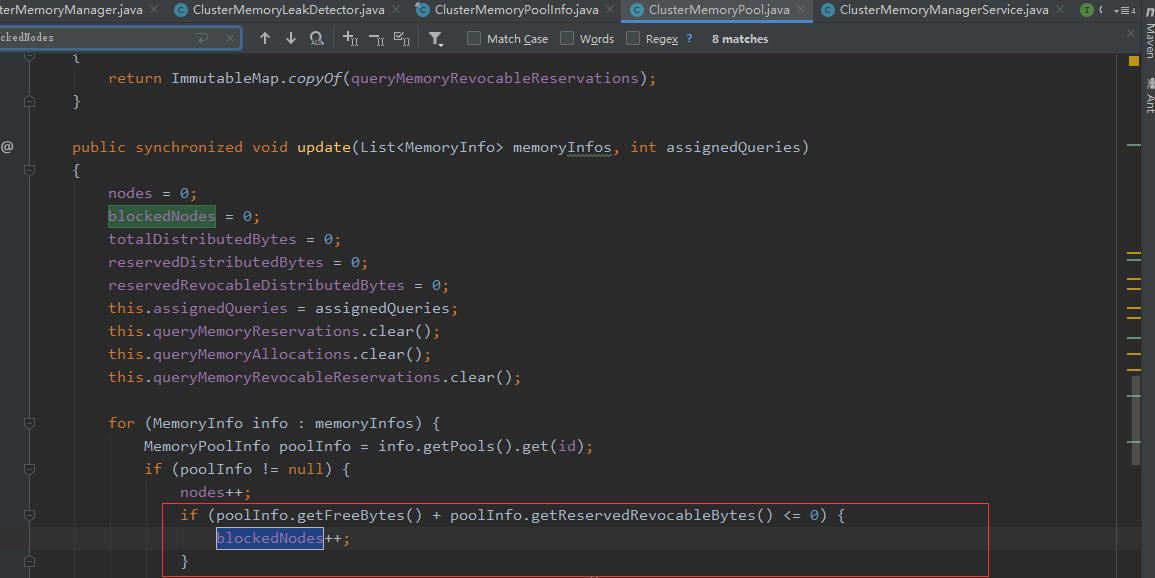 terMemoryManager.java ClusterMemoryLeakDetector.java ClusterMemoryPoolInfo.java ClusterMemoryPool.java ClusterMemoryManagerService.java
ckedNodes Match Case Words Regex ? 8 matches
Maven
Ant
{
return ImmutableMap.copyOf(queryMemoryRevocableReservations);
}
@ public synchronized void update(List<MemoryInfo> memoryInfos, int assignedQueries)
{
nodes = 0;
blockedNodes = 0;
totalDistributedBytes = 0;
reservedDistributedBytes = 0;
reservedRevocableDistributedBytes = 0;
this.assignedQueries = assignedQueries;
this.queryMemoryReservations.clear();
this.queryMemoryAllocations.clear();
this.queryMemoryRevocableReservations.clear();
for (MemoryInfo info : memoryInfos) {
MemoryPoolInfo poolInfo = info.getPools().get(id);
if (poolInfo != null) {
nodes++;
if (poolInfo.getFreeBytes() + poolInfo.getReservedRevocableBytes() <= 0) {
blockedNodes++;
}